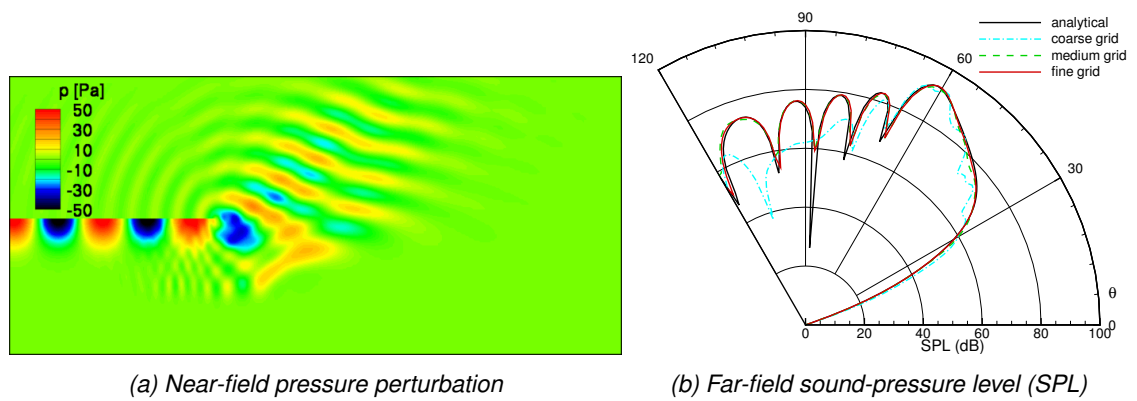 p [Pa]
50
30
10
-10
-30
-50
(a) Near-field pressure perturbation
90
120
60
30
θ
0
analytical
coarse grid
medium grid
fine grid
0 20 40 60 80 100
SPL (dB)
(b) Far-field sound-pressure level (SPL)